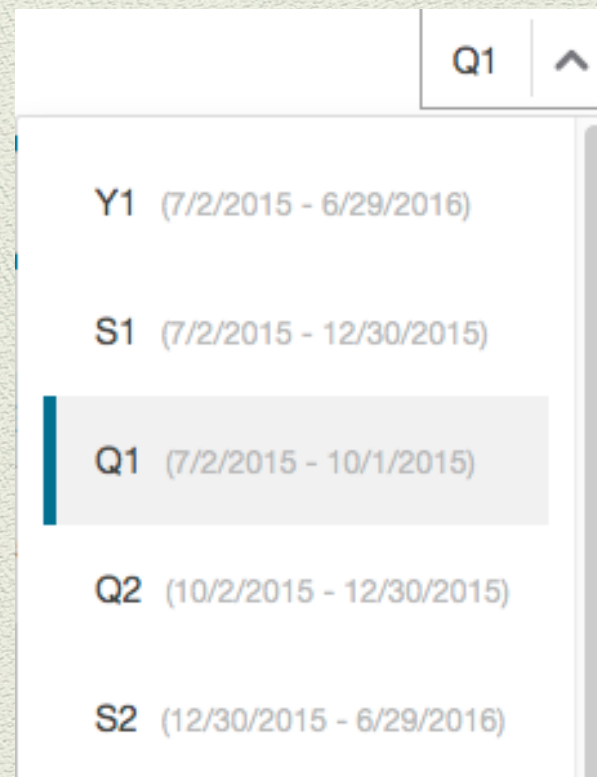 Q1
Y1 (7/2/2015 - 6/29/2016)
S1 (7/2/2015 - 12/30/2015)
Q1 (7/2/2015 - 10/1/2015)
Q2 (10/2/2015 - 12/30/2015)
S2 (12/30/2015 - 6/29/2016)